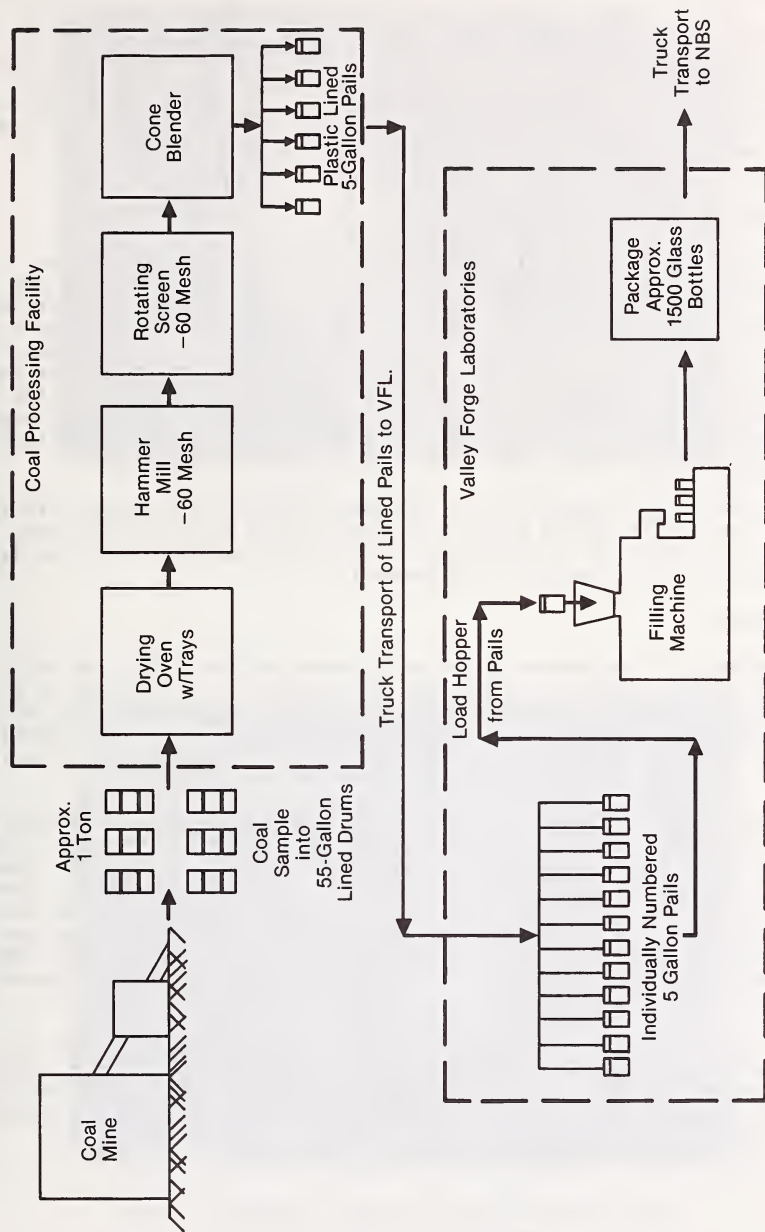 Coal
Mine
Approx.
1 Ton
Coal
Sample
into
55-Gallon
Lined Drums
Coal Processing Facility
Drying
Oven
w/Trays
Hammer
Mill
–60 Mesh
Rotating
Screen
–60 Mesh
Cone
Blender
Plastic Lined
5-Gallon Pails
Truck Transport of Lined Pails to VFL.
Valley Forge Laboratories
Individually Numbered
5 Gallon Pails
Load Hopper
from Pails
Filling
Machine
Package
Approx.
1500 Glass
Bottles
Truck
Transport
to NBS